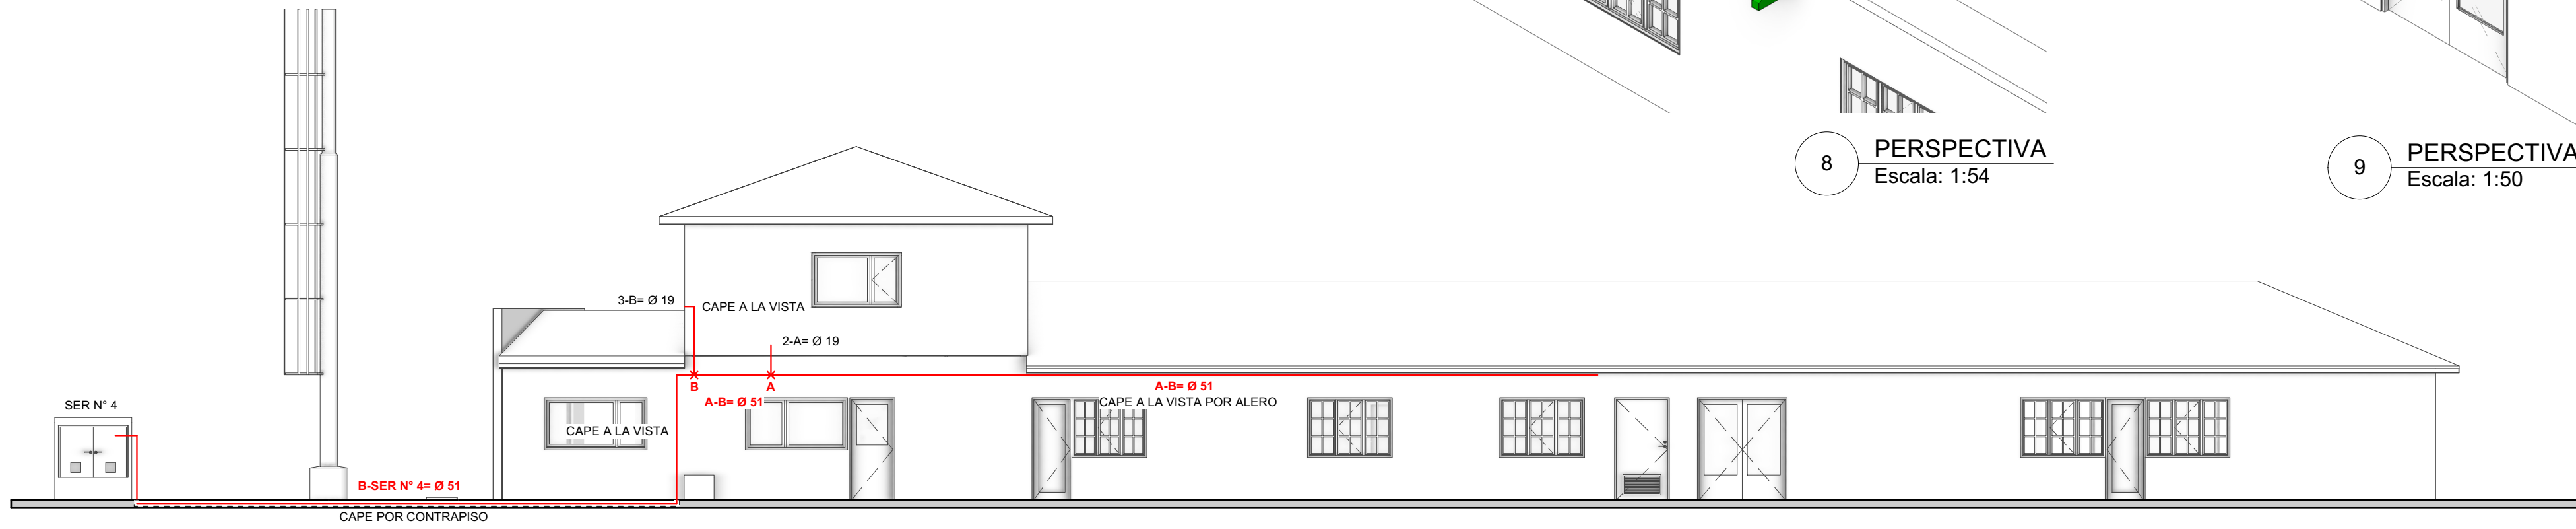 8
PERSPECTIVA
Escala: 1:54
9
PERSPECTIVA
Escala: 1:50
3-B= Ø 19
CAPE A LA VISTA
2-A= Ø 19
B
A
A-B= Ø 51
A-B= Ø 51
CAPE A LA VISTA POR ALERO
SER N° 4
CAPE A LA VISTA
B-SER N° 4= Ø 51
CAPE POR CONTRAPISO